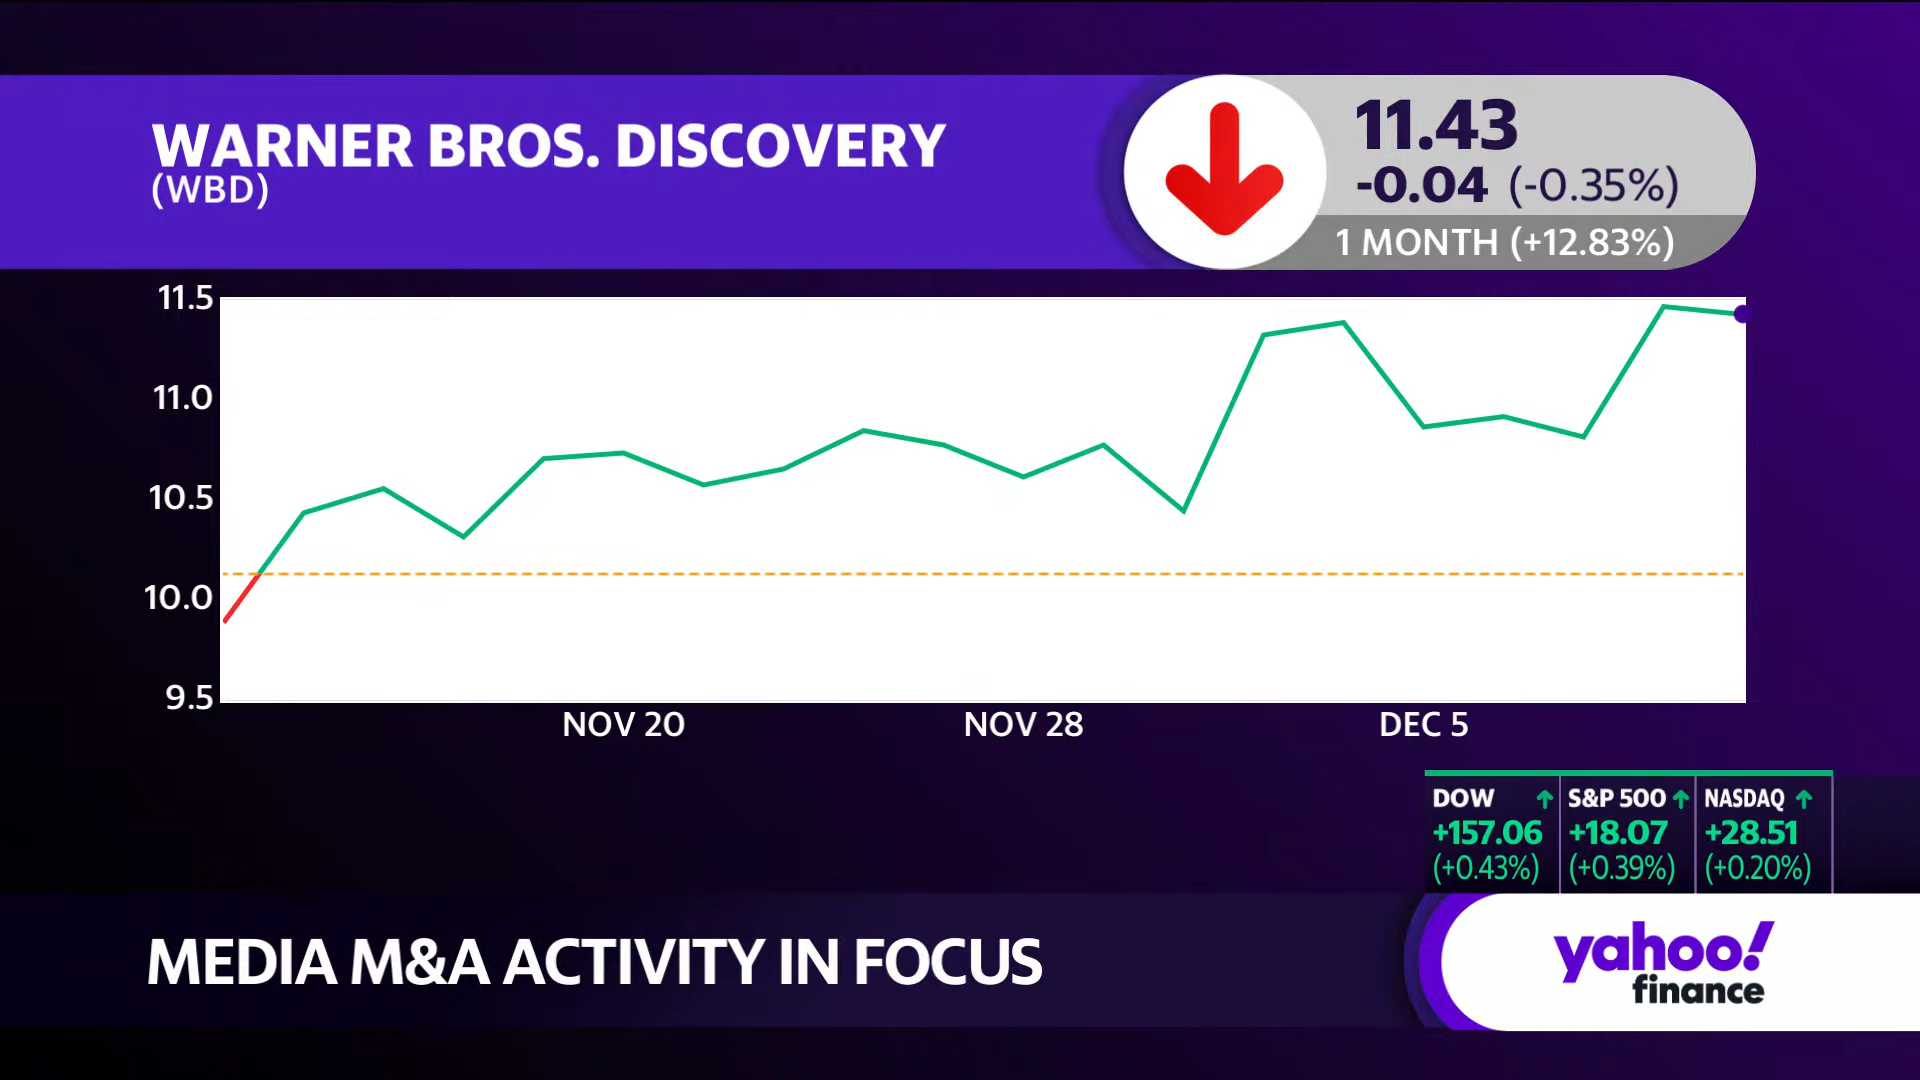 WARNER BROS. DISCOVERY
(WBD)
11.43
-0.04 (-0.35%)
1 MONTH (+12.83%)
11.5
11.0
10.5
10.0
9.5
NOV 20 NOV 28 DEC 5
DOW S&P 500 NASDAQ
+157.06 +18.07 +28.51
(+0.43%) (+0.39%) (+0.20%)
MEDIA M&A ACTIVITY IN FOCUS
yahoo!
finance